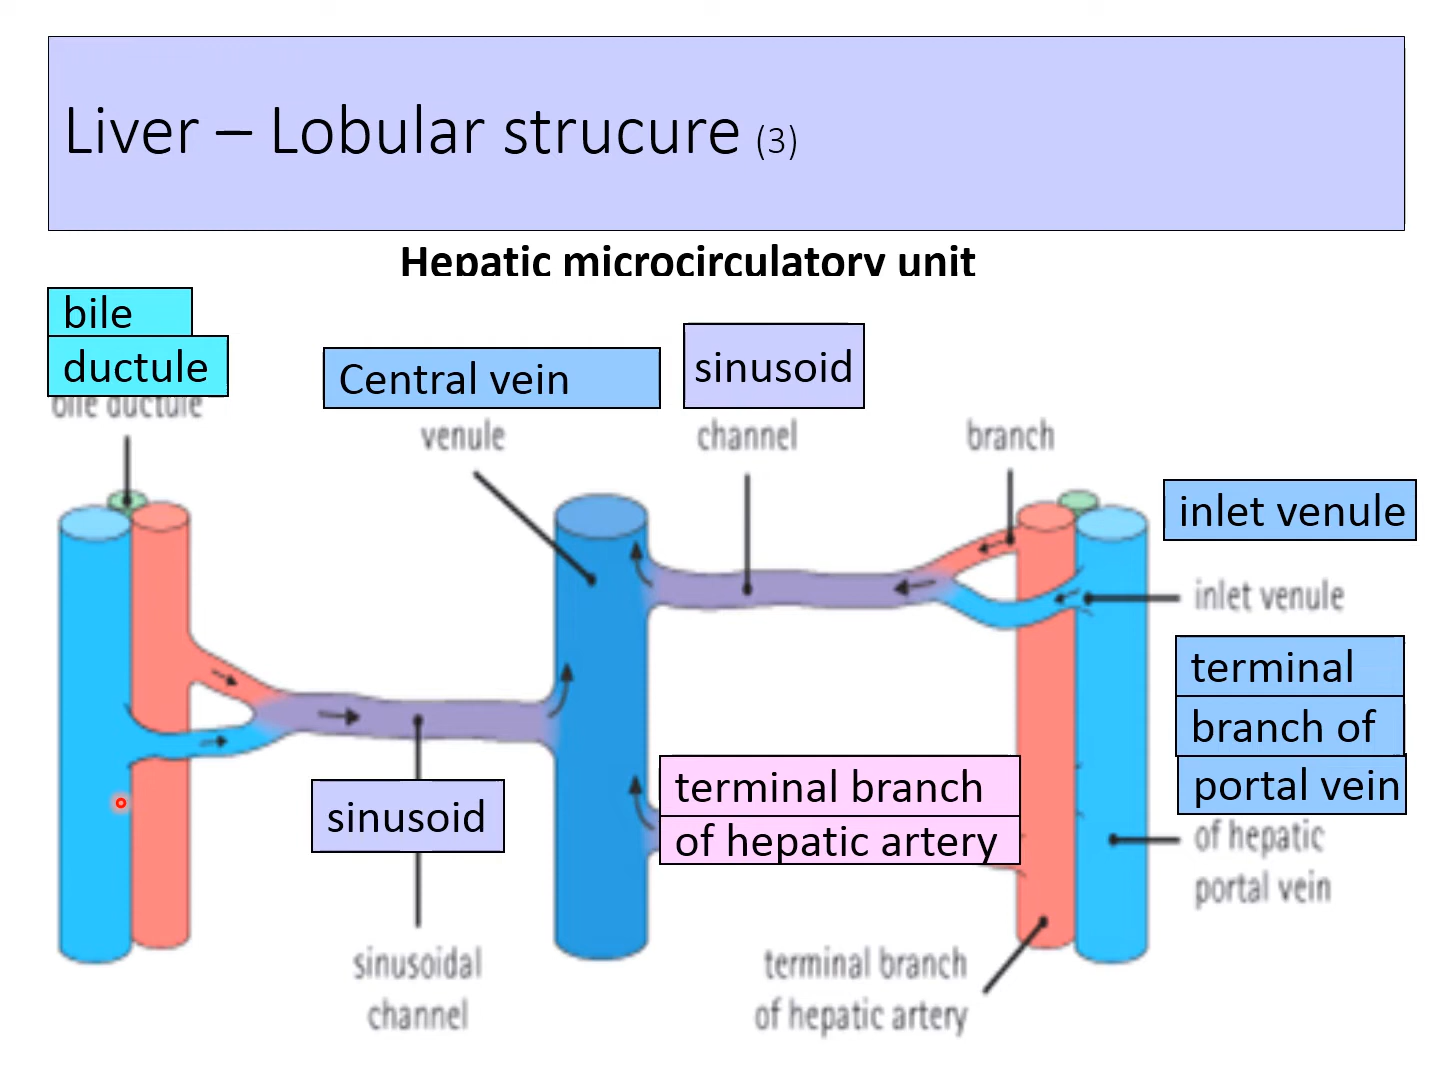 Liver – Lobular strucure (3)
Hepatic microcirculatory unit
bile
ductule
bile ductule
Central vein
venule
sinusoid
channel
branch
inlet venule
inlet venule
terminal
branch of
portal vein
of hepatic
portal vein
terminal branch
of hepatic artery
sinusoid
sinusoidal
channel
terminal branch
of hepatic artery